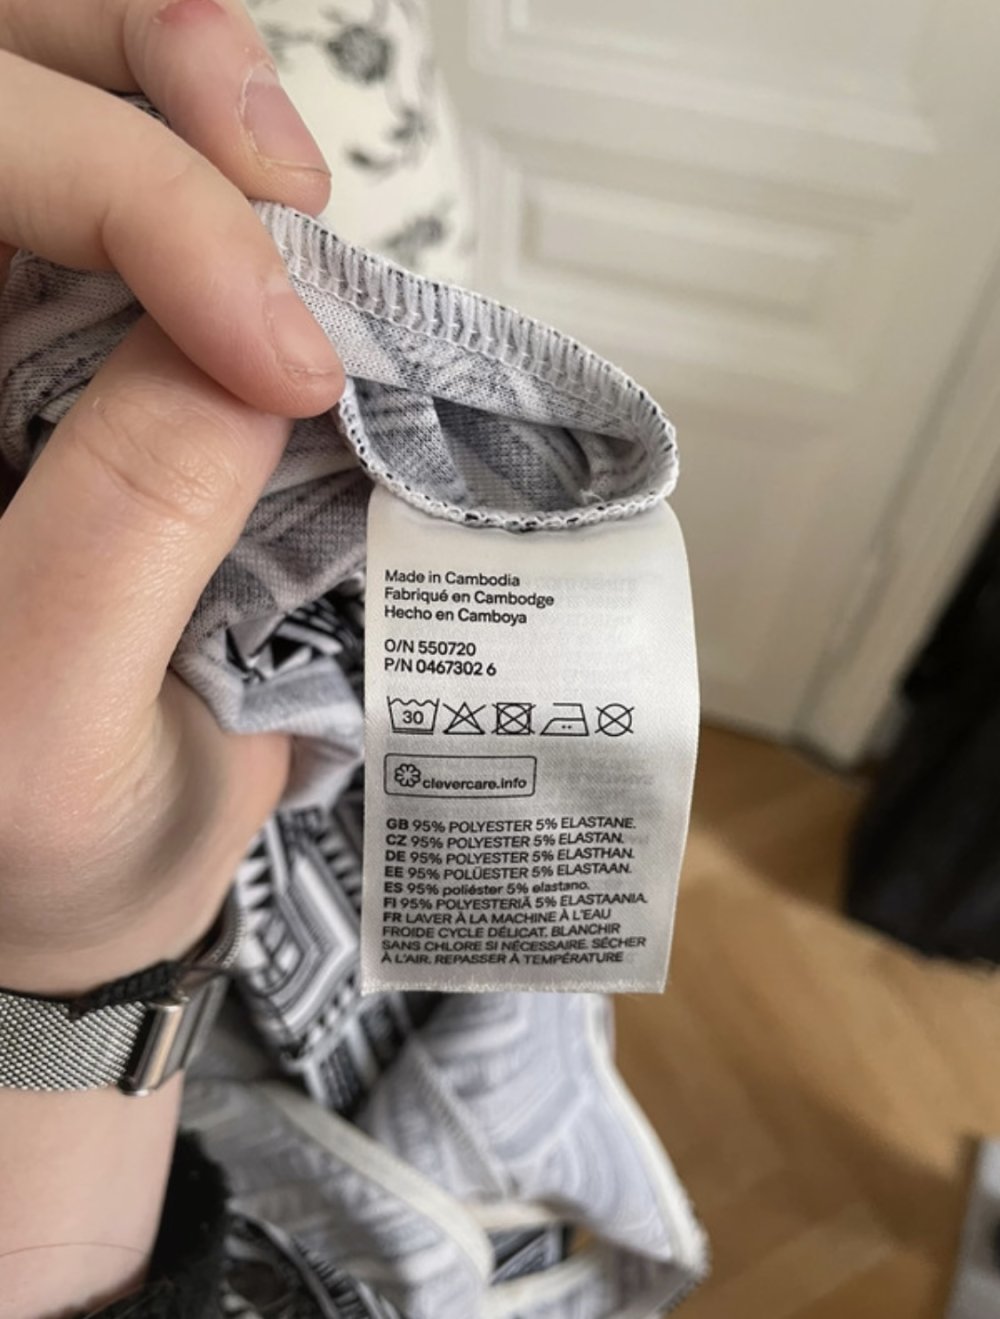 Made in Cambodia
Fabriqué en Cambodge
Hecho en Camboya
O/N 550720
P/N 0467302 6
30
clevercare.info
GB 95% POLYESTER 5% ELASTANE.
CZ 95% POLYESTER 5% ELASTAN.
DE 95% POLYESTER 5% ELASTHAN.
EE 95% POLÜESTER 5% ELASTAAN.
ES 95% poliéster 5% elastano.
FI 95% POLYESTERIÄ 5% ELASTAANIA.
FR LAVER À LA MACHINE À L'EAU
FROIDE CYCLE DÉLICAT. BLANCHIR
SANS CHLORE SI NÉCESSAIRE. SÉCHER
À L'AIR. REPASSER À TEMPÉRATURE